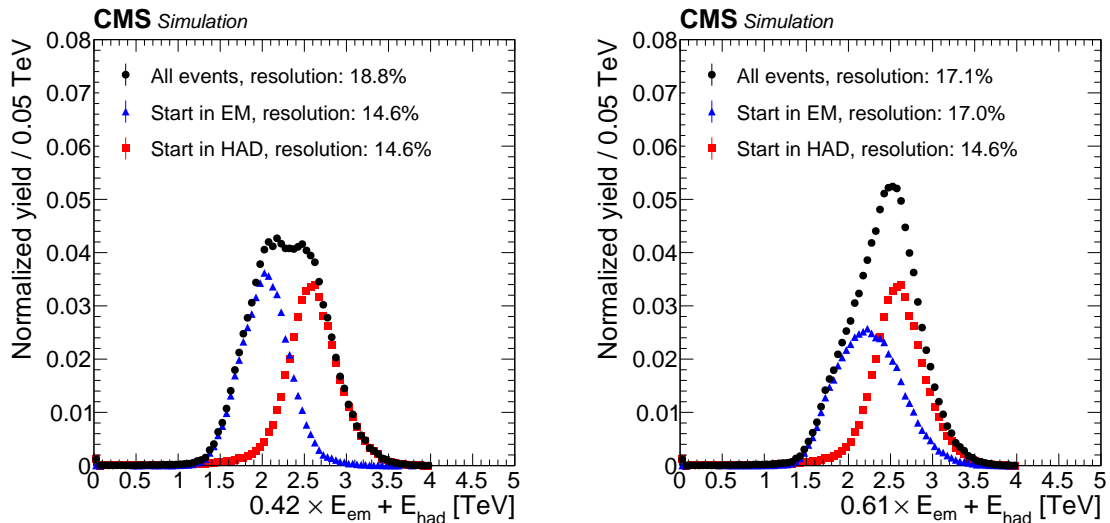 CMS Simulation
Normalized yield / 0.05 TeV
0.08
0.07
0.06
0.05
0.04
0.03
0.02
0.01
0
All events, resolution: 18.8%
Start in EM, resolution: 14.6%
Start in HAD, resolution: 14.6%
0 0.5 1 1.5 2 2.5 3 3.5 4 4.5 5
0.42 × E_em + E_had [TeV]
CMS Simulation
Normalized yield / 0.05 TeV
0.08
0.07
0.06
0.05
0.04
0.03
0.02
0.01
0
All events, resolution: 17.1%
Start in EM, resolution: 17.0%
Start in HAD, resolution: 14.6%
0 0.5 1 1.5 2 2.5 3 3.5 4 4.5 5
0.61 × E_em + E_had [TeV]